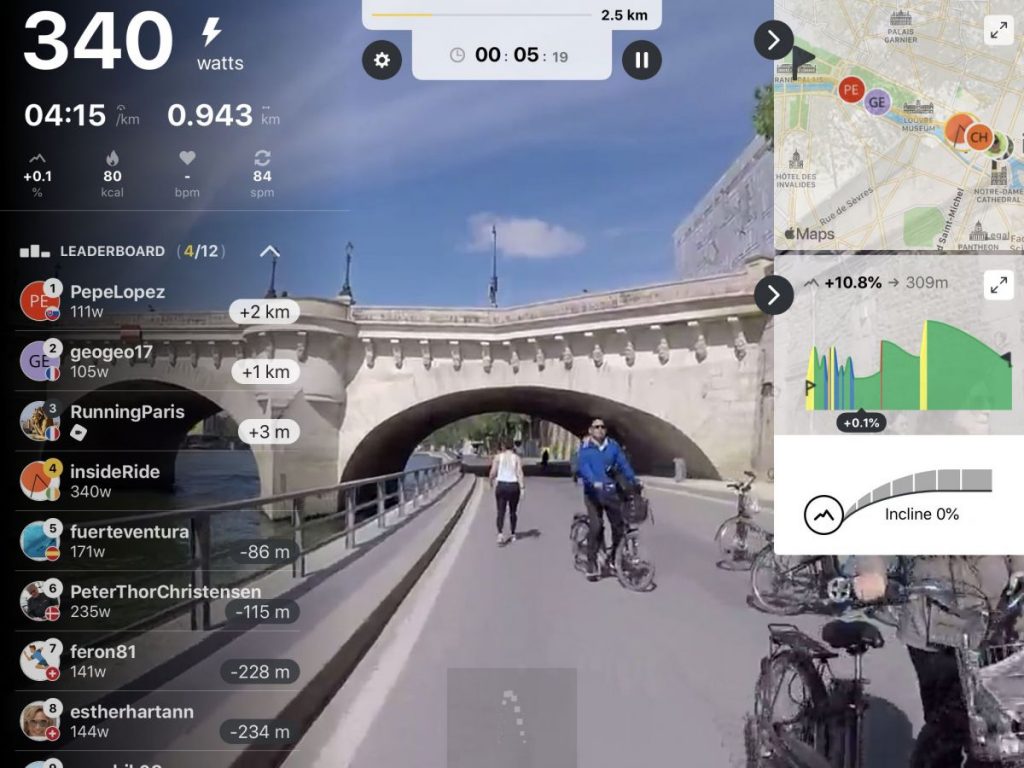 340 watts
2.5 km
00 : 05 : 19
04:15 /km
0.943 km
+0.1 %
80 kcal
- bpm
84 spm
LEADERBOARD (4/12)
PE 1 PepeLopez
111w
+2 km
GE 2 geogeo17
105w
+1 km
3 RunningParis
+3 m
4 insideRide
340w
5 fuerteventura
171w
-86 m
6 PeterThorChristensen
235w
-115 m
7 feron81
141w
-228 m
8 estherhartann
144w
-234 m
PALAIS
GARNIER
PE
GE
LOUVRE
MUSEUM
CH
HÔTEL DES
INVALIDES
Rue de Sèvres
NOTRE-DAME
CATHEDRAL
Maps
Legal
PANTHEON
+10.8% → 309m
+0.1%
Incline 0%